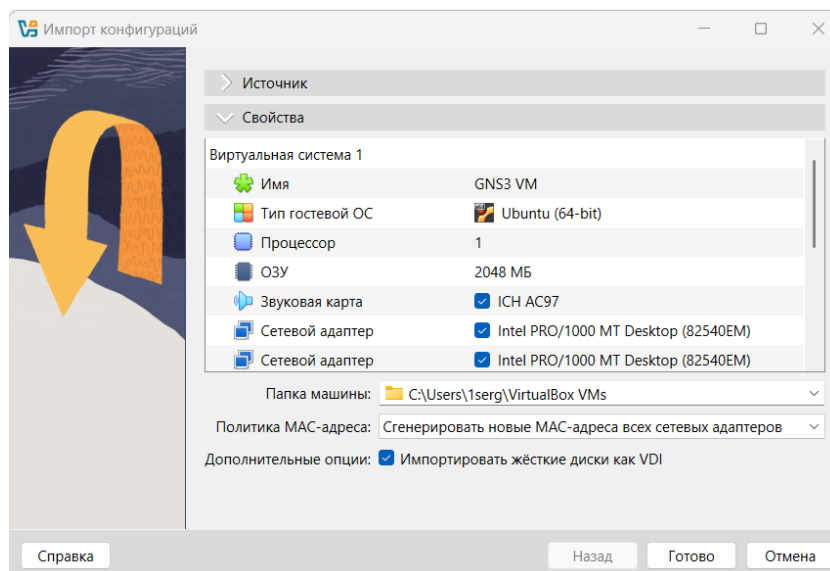 Импорт конфигураций
Источник
Свойства
Виртуальная система 1
Имя GNS3 VM
Тип гостевой ОС Ubuntu (64-bit)
Процессор 1
ОЗУ 2048 МБ
Звуковая карта ICH AC97
Сетевой адаптер Intel PRO/1000 MT Desktop (82540EM)
Сетевой адаптер Intel PRO/1000 MT Desktop (82540EM)
Папка машины: C:\Users\1serg\VirtualBox VMs
Политика MAC-адреса: Сгенерировать новые MAC-адреса всех сетевых адаптеров
Дополнительные опции: Импортировать жёсткие диски как VDI
Справка Назад Готово Отмена